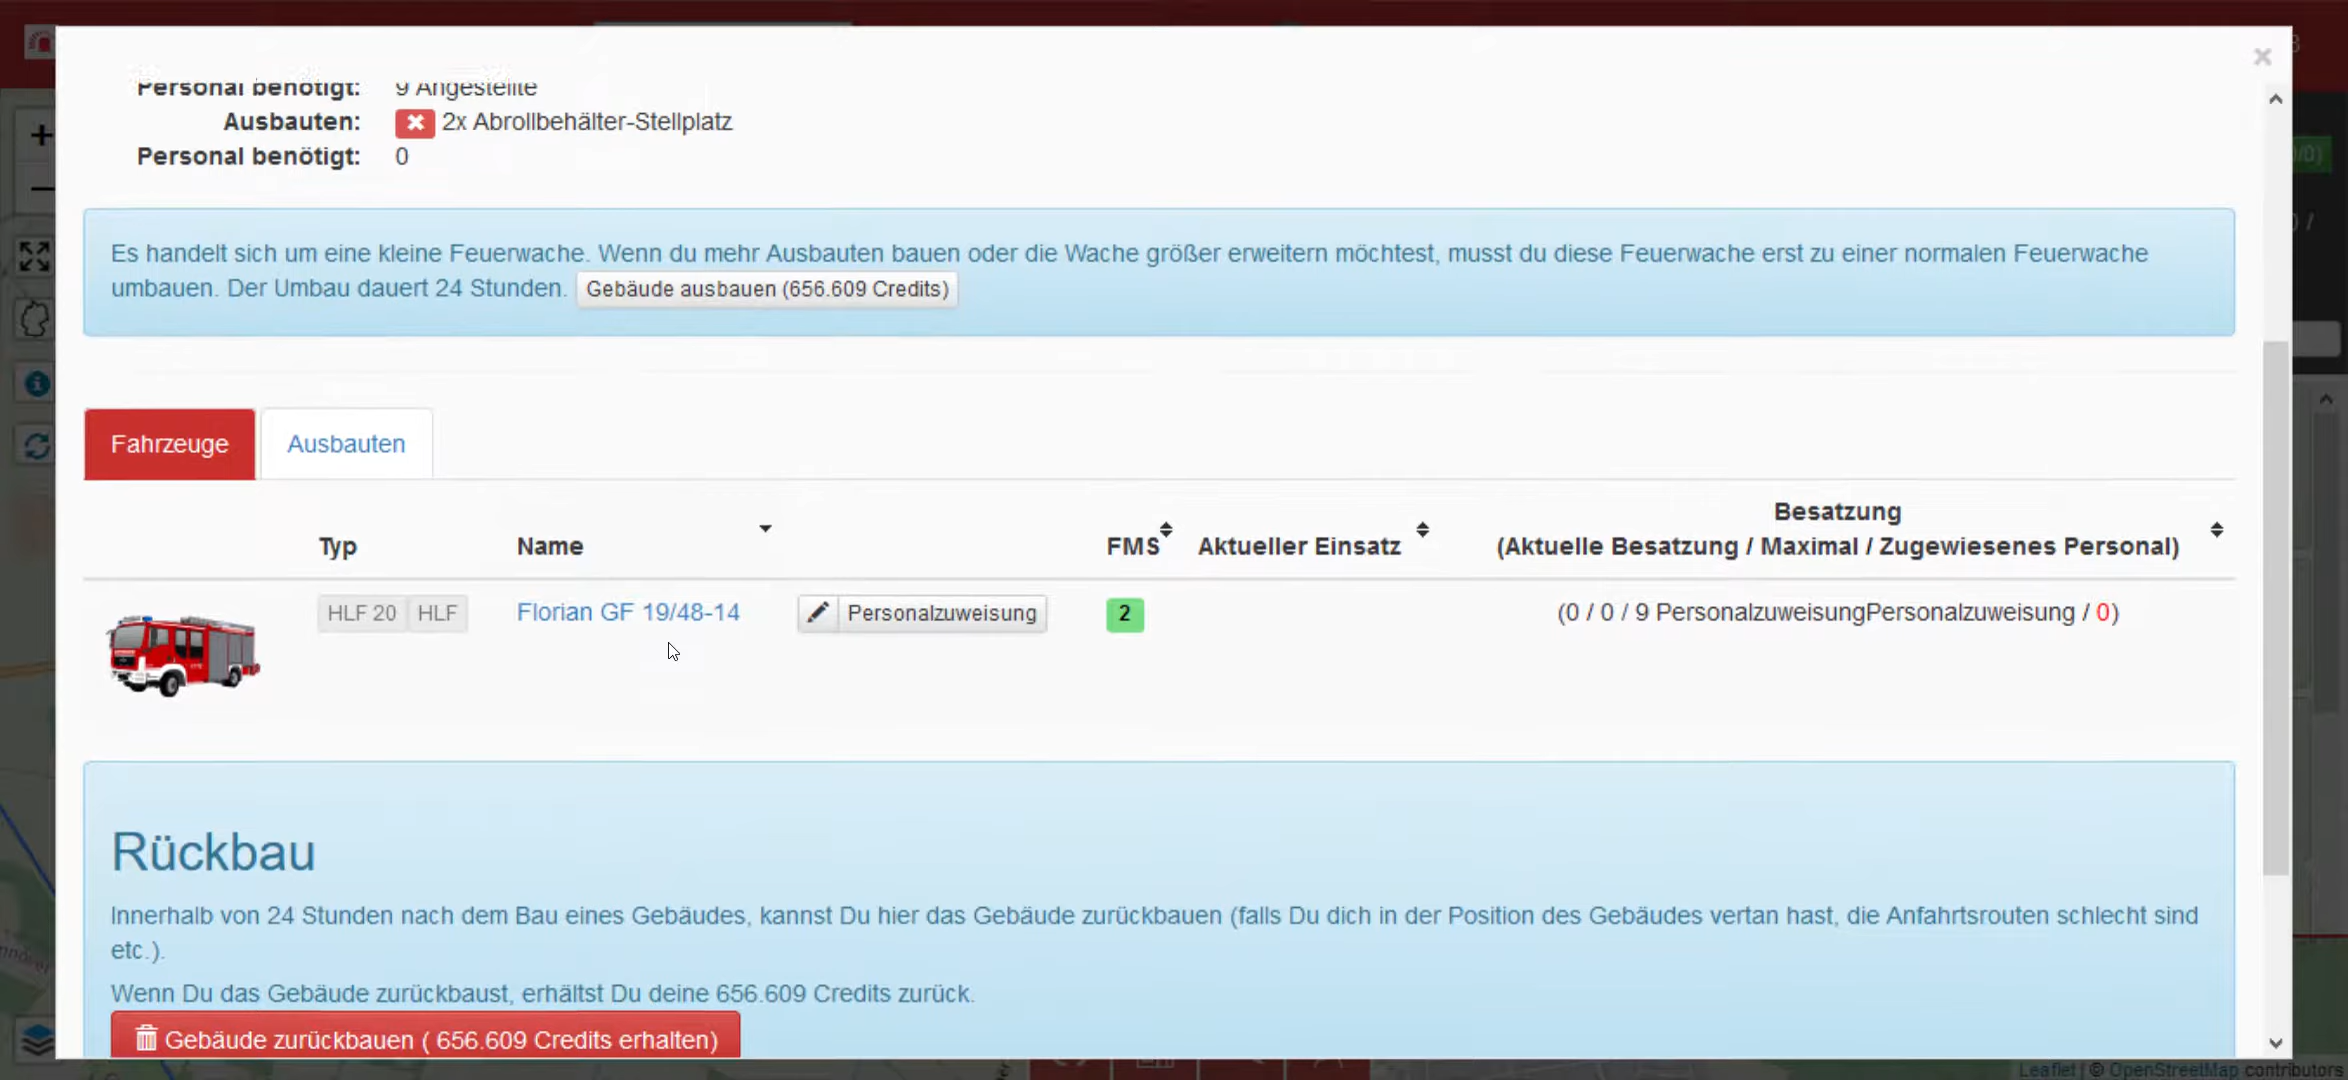 Personal benötigt: 9 Angestellte
Ausbauten: 2x Abrollbehälter-Stellplatz
Personal benötigt: 0
Es handelt sich um eine kleine Feuerwache. Wenn du mehr Ausbauten bauen oder die Wache größer erweitern möchtest, musst du diese Feuerwache erst zu einer normalen Feuerwache
umbauen. Der Umbau dauert 24 Stunden. Gebäude ausbauen (656.609 Credits)
Fahrzeuge Ausbauten
Besatzung
Typ Name FMS Aktueller Einsatz (Aktuelle Besatzung / Maximal / Zugewiesenes Personal)
HLF 20 HLF Florian GF 19/48-14 Personalzuweisung 2 (0 / 0 / 9 PersonalzuweisungPersonalzuweisung / 0)
Rückbau
Innerhalb von 24 Stunden nach dem Bau eines Gebäudes, kannst Du hier das Gebäude zurückbauen (falls Du dich in der Position des Gebäudes vertan hast, die Anfahrtsrouten schlecht sind
etc.).
Wenn Du das Gebäude zurückbaust, erhältst Du deine 656.609 Credits zurück.
Gebäude zurückbauen ( 656.609 Credits erhalten)
Leaflet | © OpenStreetMap contributors